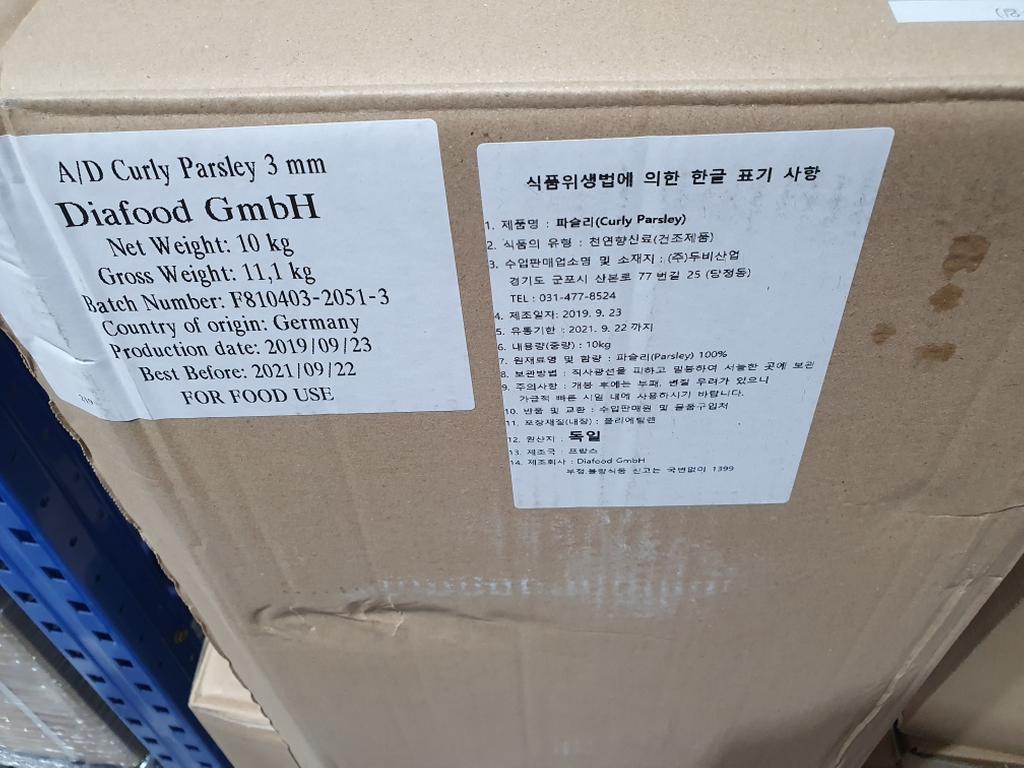 A/D Curly Parsley 3 mm
Diafood GmbH
Net Weight: 10 kg
Gross Weight: 11,1 kg
Batch Number: F810403-2051-3
Country of origin: Germany
Production date: 2019/09/23
Best Before: 2021/09/22
FOR FOOD USE
식품위생법에 의한 한글 표기 사항
1. 제품명 : 파슬리(Curly Parsley)
2. 식품의 유형 : 천연향신료(건조제품)
3. 수입판매업소명 및 소재지 : (주)두비산업
경기도 군포시 산본로 77 번길 25 (당정동)
TEL : 031-477-8524
4. 제조일자: 2019. 9. 23
5. 유통기한 : 2021. 9. 22 까지
6. 내용량(중량) : 10kg
7. 원재료명 및 함량 : 파슬리(Parsley) 100%
8. 보관방법 : 직사광선을 피하고 밀봉하여 서늘한 곳에 보관
9. 주의사항 : 개봉 후에는 부패, 변질 우려가 있으니
가급적 빠른 시일 내에 사용하시기 바랍니다.
10. 반품 및 교환 : 수입판매원 및 물품구입처
11. 포장재질(내장) : 폴리에틸렌
12. 원산지 : 독일
13. 제조국 : 프랑스
14. 제조회사 : Diafood GmbH
부정.불량식품 신고는 국번없이 1399